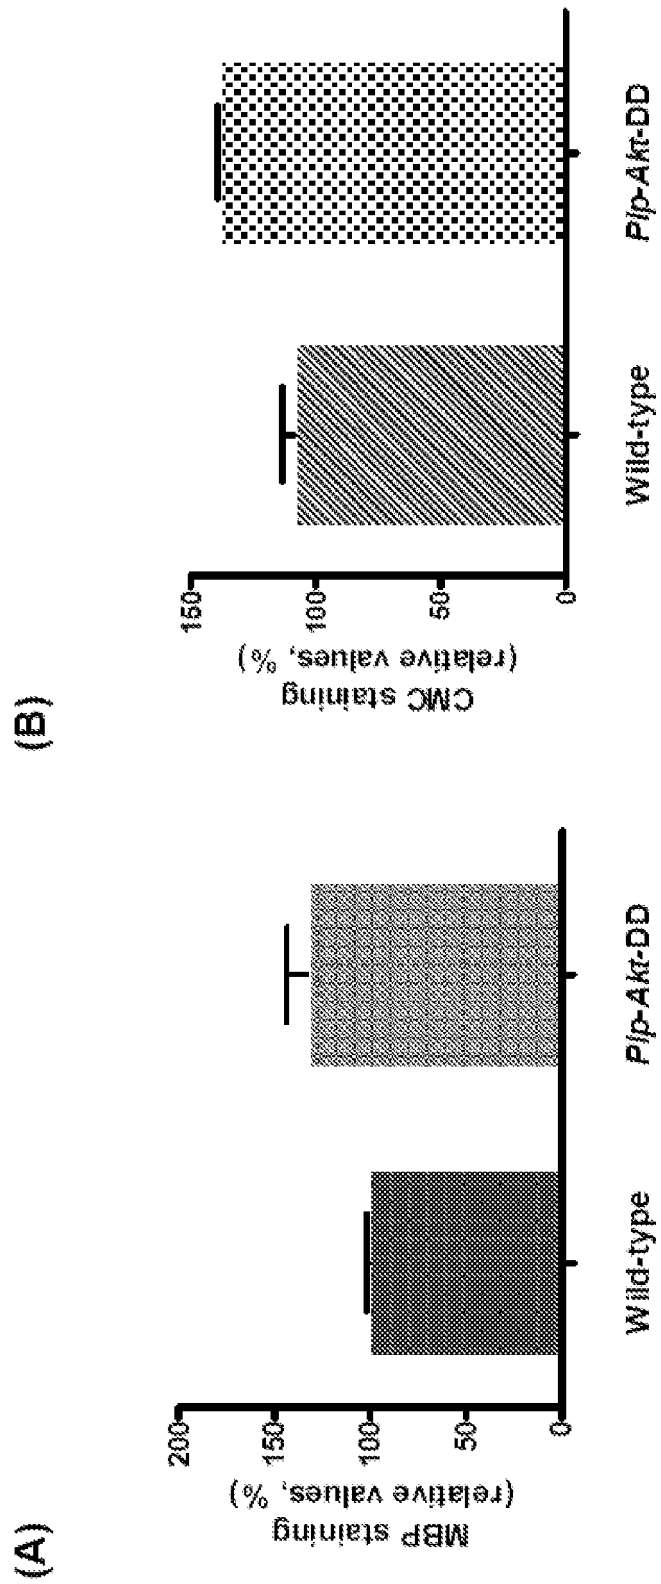 (A)
MBP staining
(relative values, %)
200
150
100
50
0
Wild-type
Plp-Akt-DD
(B)
CMC staining
(relative values, %)
150
100
50
0
Wild-type
Plp-Akt-DD